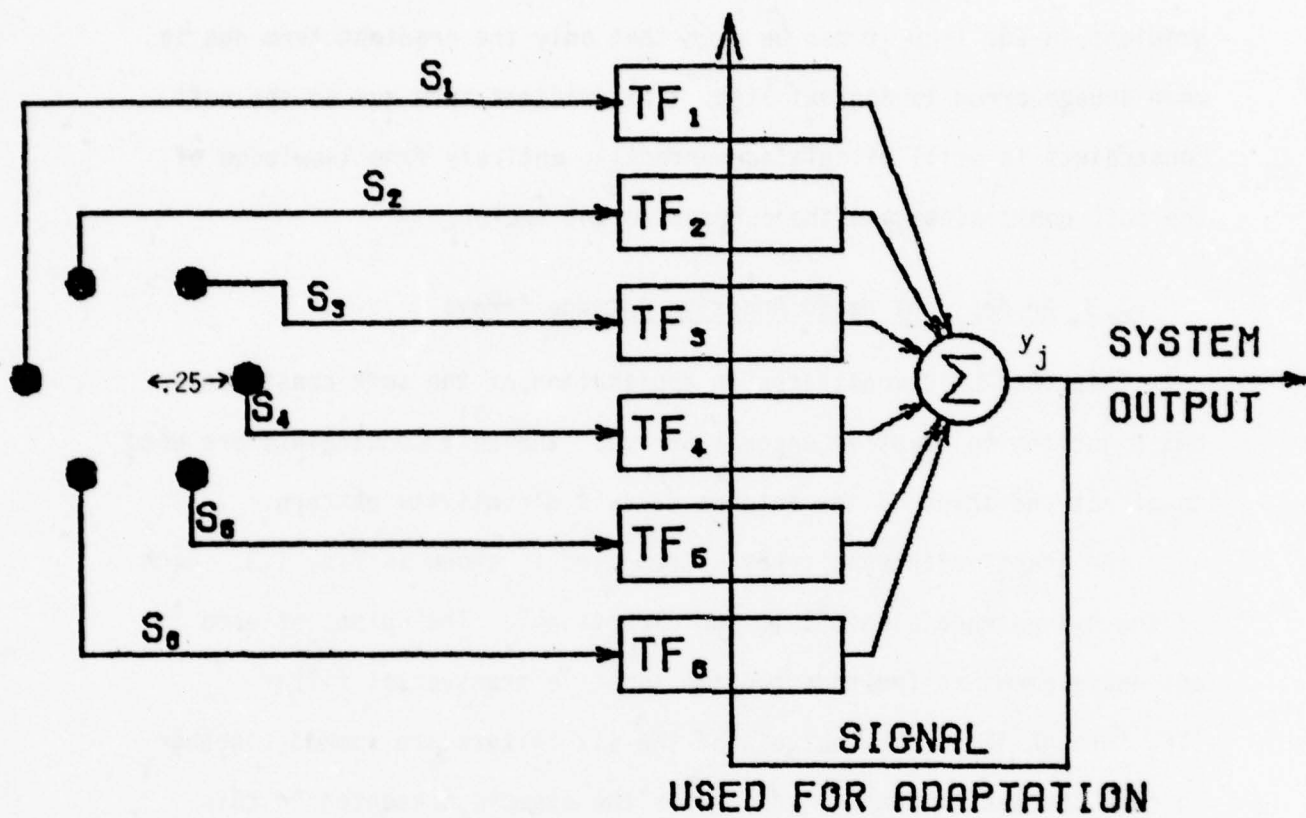 S₁
TF₁
S₂
TF₂
S₃
TF₃
y_j
SYSTEM
OUTPUT
Σ
.25
S₄
TF₄
S₅
TF₅
S₆
TF₆
SIGNAL
USED FOR ADAPTATION